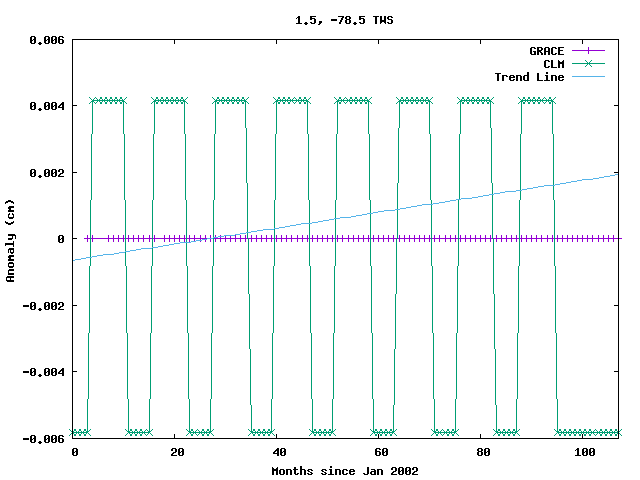 1.5, -78.5 TWS
0.006
GRACE
CLM
Trend Line
0.004
0.002
0
-0.002
-0.004
-0.006
Anomaly (cm)
0 20 40 60 80 100
Months since Jan 2002